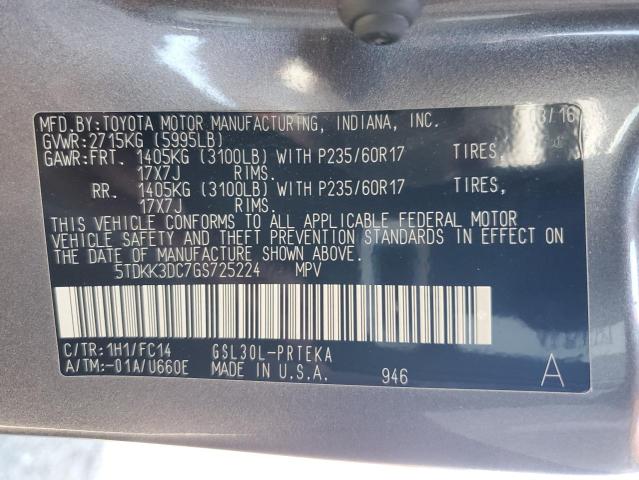 MFD.BY:TOYOTA MOTOR MANUFACTURING, INDIANA, INC. 03/16
GVWR:2715KG (5995LB)
GAWR:FRT. 1405KG (3100LB) WITH P235/60R17 TIRES,
17X7J RIMS.
RR. 1405KG (3100LB) WITH P235/60R17 TIRES,
17X7J RIMS.
THIS VEHICLE CONFORMS TO ALL APPLICABLE FEDERAL MOTOR
VEHICLE SAFETY AND THEFT PREVENTION STANDARDS IN EFFECT ON
THE DATE OF MANUFACTURE SHOWN ABOVE.
5TDKK3DC7GS725224 MPV
C/TR:1H1/FC14 GSL30L-PRTEKA
A/TM:-01A/U660E MADE IN U.S.A. 946 A